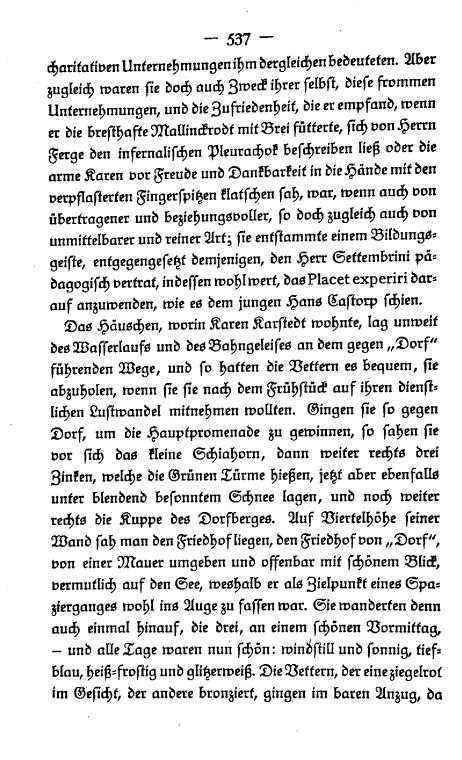 — 537 —
charitativen Unternehmungen ihm dergleichen bedeuteten. Aber
zugleich waren sie doch auch Zweck ihrer selbst, diese frommen
Unternehmungen, und die Zufriedenheit, die er empfand, wenn
er die bresthafte Mallinckrodt mit Brei fütterte, sich von Herrn
Ferge den infernalischen Pleurachok beschreiben ließ oder die
arme Karen vor Freude und Dankbarkeit in die Hände mit den
verpflasterten Fingerspitzen klatschen sah, war, wenn auch von
übertragener und beziehungsvoller, so doch zugleich auch von
unmittelbarer und reiner Art; sie entstammte einem Bildungs-
geiste, entgegengesetzt demjenigen, den Herr Settembrini pä-
dagogisch vertrat, indessen wohl wert, das Placet experiri dar-
auf anzuwenden, wie es dem jungen Hans Castorp schien.
Das Häuschen, worin Karen Karstedt wohnte, lag unweit
des Wasserlaufs und des Bahngeleises an dem gegen „Dorf“
führenden Wege, und so hatten die Vettern es bequem, sie
abzuholen, wenn sie sie nach dem Frühstück auf ihren dienst-
lichen Lustwandel mitnehmen wollten. Gingen sie so gegen
Dorf, um die Hauptpromenade zu gewinnen, so sahen sie
vor sich das kleine Schiahorn, dann weiter rechts drei
Zinken, welche die Grünen Türme hießen, jetzt aber ebenfalls
unter blendend besonntem Schnee lagen, und noch weiter
rechts die Kuppe des Dorfberges. Auf Viertelhöhe seiner
Wand sah man den Friedhof liegen, den Friedhof von „Dorf“,
von einer Mauer umgeben und offenbar mit schönem Blick,
vermutlich auf den See, weshalb er als Zielpunkt eines Spa-
zierganges wohl ins Auge zu fassen war. Sie wanderten denn
auch einmal hinauf, die drei, an einem schönen Vormittag,
– und alle Tage waren nun schön: windstill und sonnig, tief-
blau, heiß-frostig und glitzerweiß. Die Vettern, der eine ziegelrot
im Gesicht, der andere bronziert, gingen im baren Anzug, da